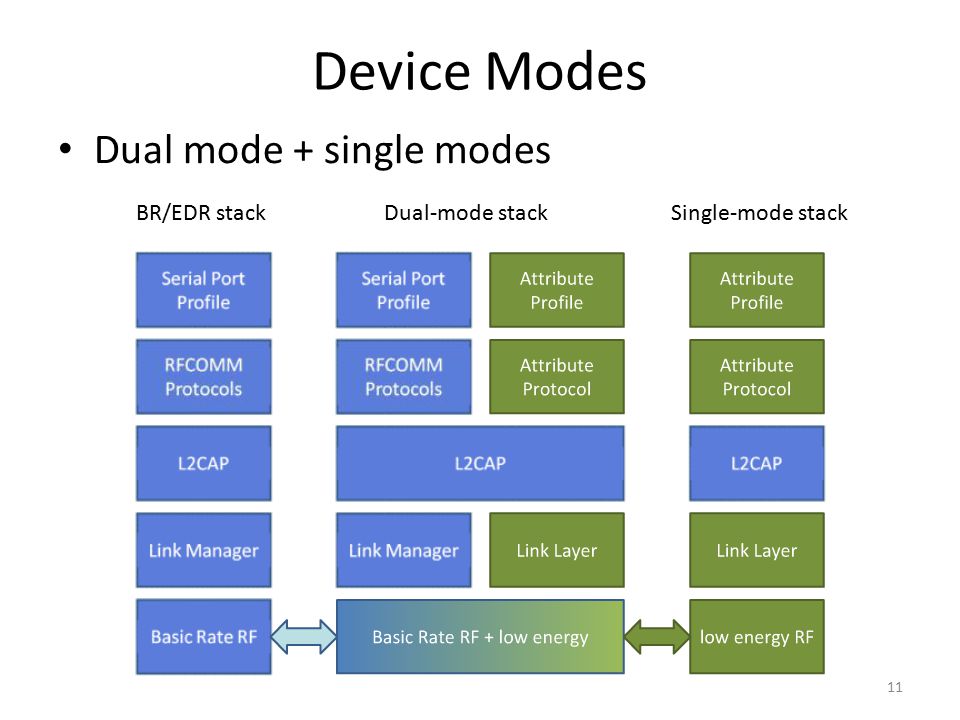 Device Modes
• Dual mode + single modes
BR/EDR stack
Dual-mode stack
Single-mode stack
Serial Port
Profile
Serial Port
Profile
Attribute
Profile
Attribute
Profile
RFCOMM
Protocols
RFCOMM
Protocols
Attribute
Protocol
Attribute
Protocol
L2CAP
L2CAP
L2CAP
Link Manager
Link Manager
Link Layer
Link Layer
Basic Rate RF
Basic Rate RF + low energy
low energy RF
11